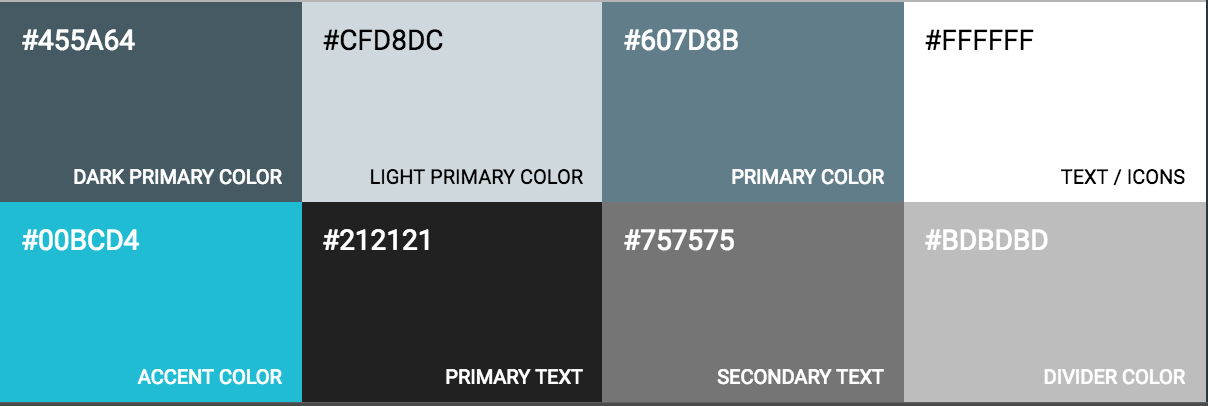 #455A64
DARK PRIMARY COLOR
#CFD8DC
LIGHT PRIMARY COLOR
#607D8B
PRIMARY COLOR
#FFFFFF
TEXT / ICONS
#00BCD4
ACCENT COLOR
#212121
PRIMARY TEXT
#757575
SECONDARY TEXT
#BDBDBD
DIVIDER COLOR